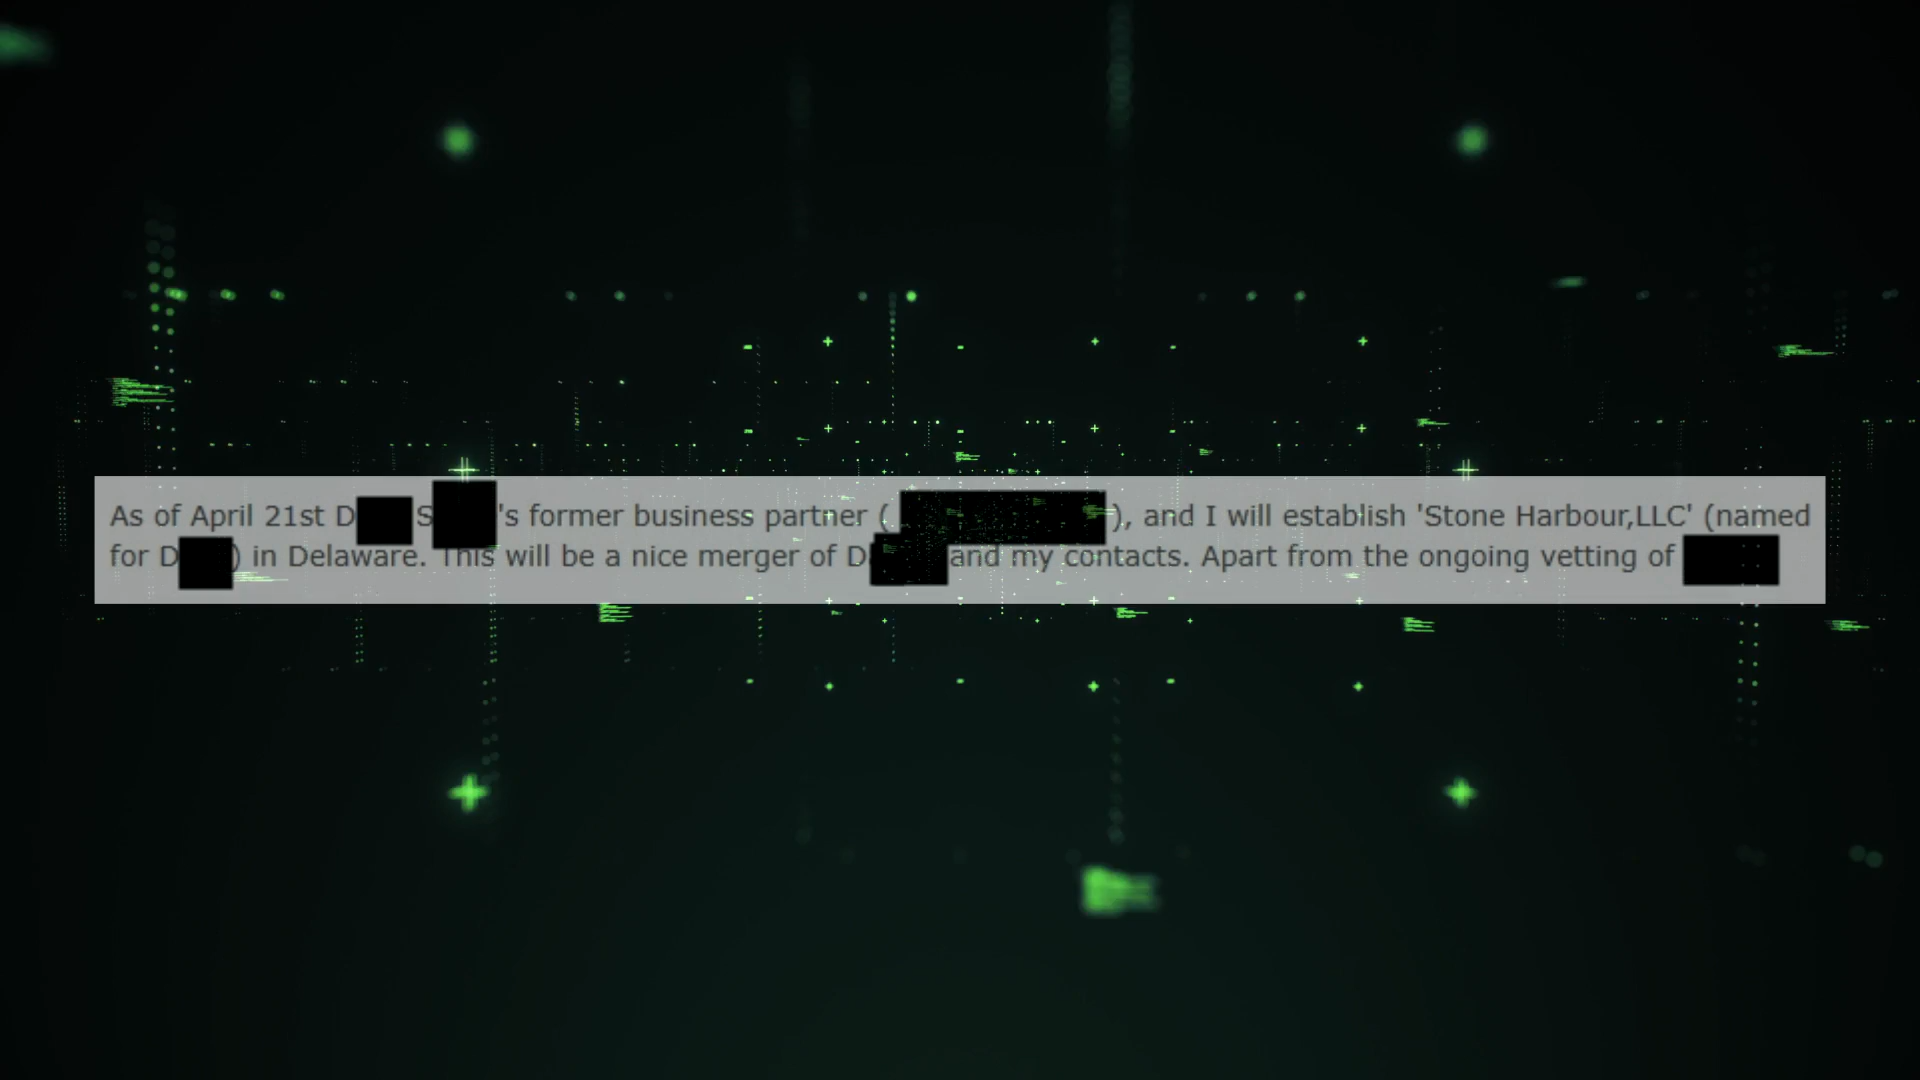 As of April 21st D S 's former business partner ( ), and I will establish 'Stone Harbour,LLC' (named
for D ) in Delaware. This will be a nice merger of D and my contacts. Apart from the ongoing vetting of